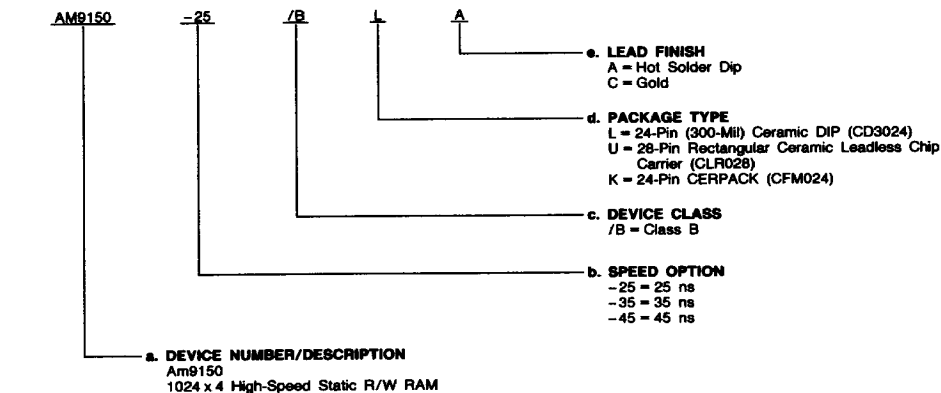 AM9150 -25 /B L A
e. LEAD FINISH
A = Hot Solder Dip
C = Gold
d. PACKAGE TYPE
L = 24-Pin (300-Mil) Ceramic DIP (CD3024)
U = 28-Pin Rectangular Ceramic Leadless Chip
Carrier (CLR028)
K = 24-Pin CERPACK (CFM024)
c. DEVICE CLASS
/B = Class B
b. SPEED OPTION
-25 = 25 ns
-35 = 35 ns
-45 = 45 ns
a. DEVICE NUMBER/DESCRIPTION
Am9150
1024 x 4 High-Speed Static R/W RAM